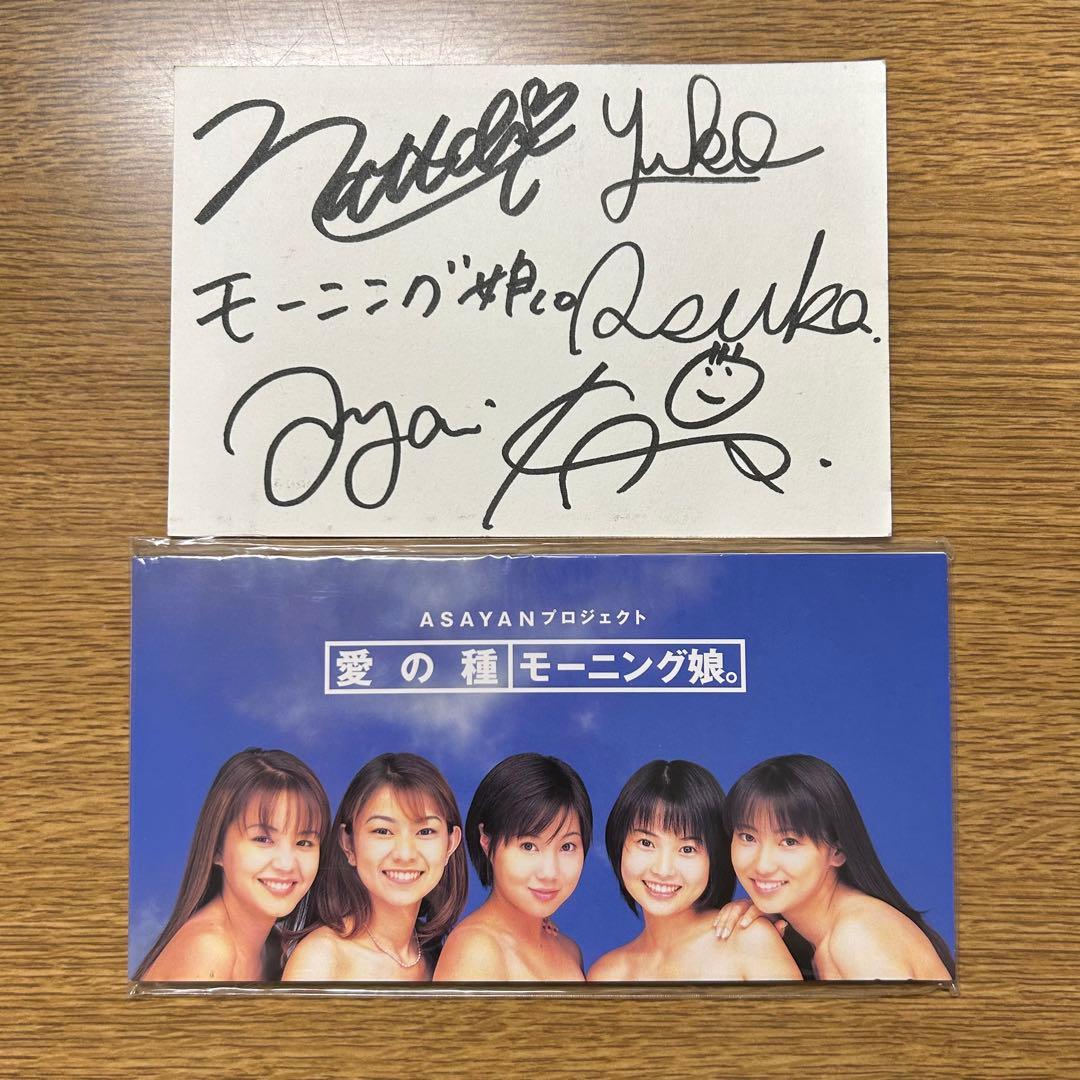 Natsumi Yuko
モーニング娘。 Asuka.
Aya
ASAYANプロジェクト
愛の種 モーニング娘。